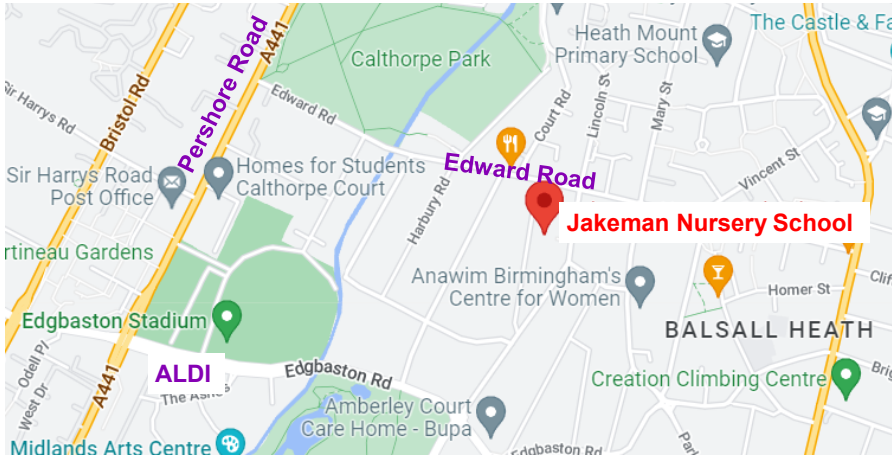 Heath Mount
Primary School
The Castle & Fa
A441
Pershore Road
Calthorpe Park
Bristol Rd
Sir Harrys Rd
Edward Rd
Court Rd
Lincoln St
Mary St
Vincent St
Edward Road
Sir Harrys Road
Post Office
Homes for Students
Calthorpe Court
Harbury Rd
Jakeman Nursery School
rtineau Gardens
Anawim Birmingham's
Centre for Women
Homer St
Clif
Edgbaston Stadium
BALSALL HEATH
Odell Pl
ALDI
Edgbaston Rd
Creation Climbing Centre
Bri
West Dr
A441
The Ashes
Amberley Court
Care Home - Bupa
Midlands Arts Centre
Edgbaston Rd
Park